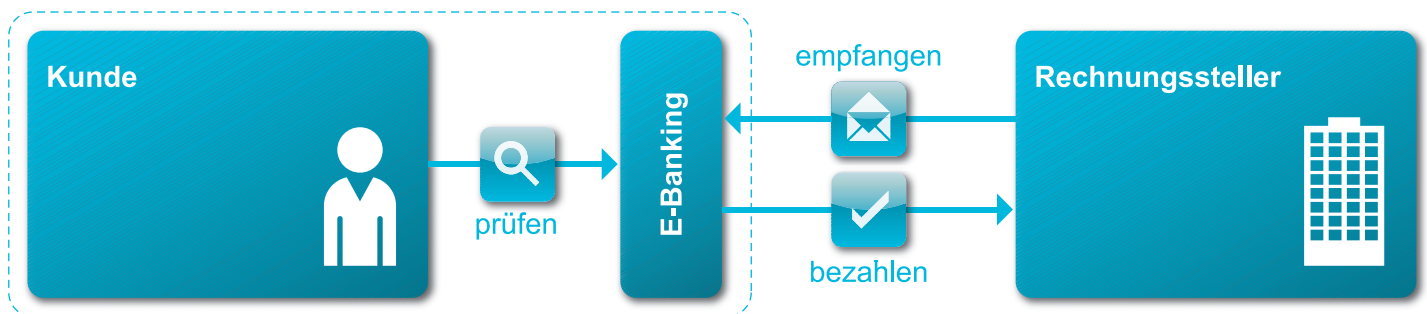 Kunde
prüfen
E-Banking
empfangen
bezahlen
Rechnungssteller